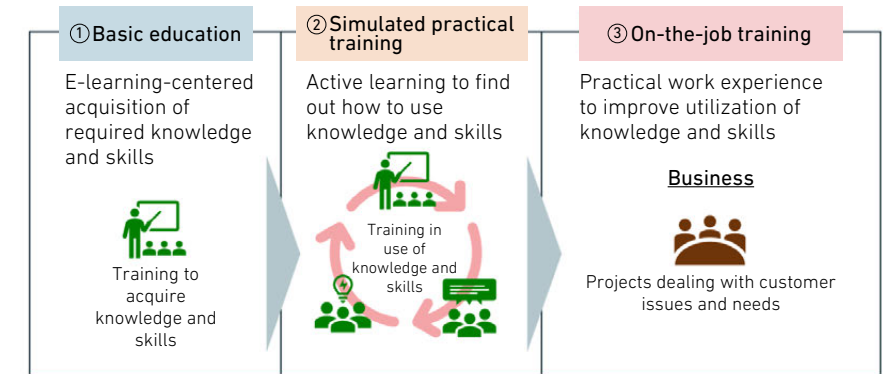 ①Basic education
E-learning-centered
acquisition of
required knowledge
and skills
Training to
acquire
knowledge and
skills
②Simulated practical
training
Active learning to find
out how to use
knowledge and skills
Training in
use of
knowledge and
skills
③On-the-job training
Practical work experience
to improve utilization of
knowledge and skills
Business
Projects dealing with customer
issues and needs